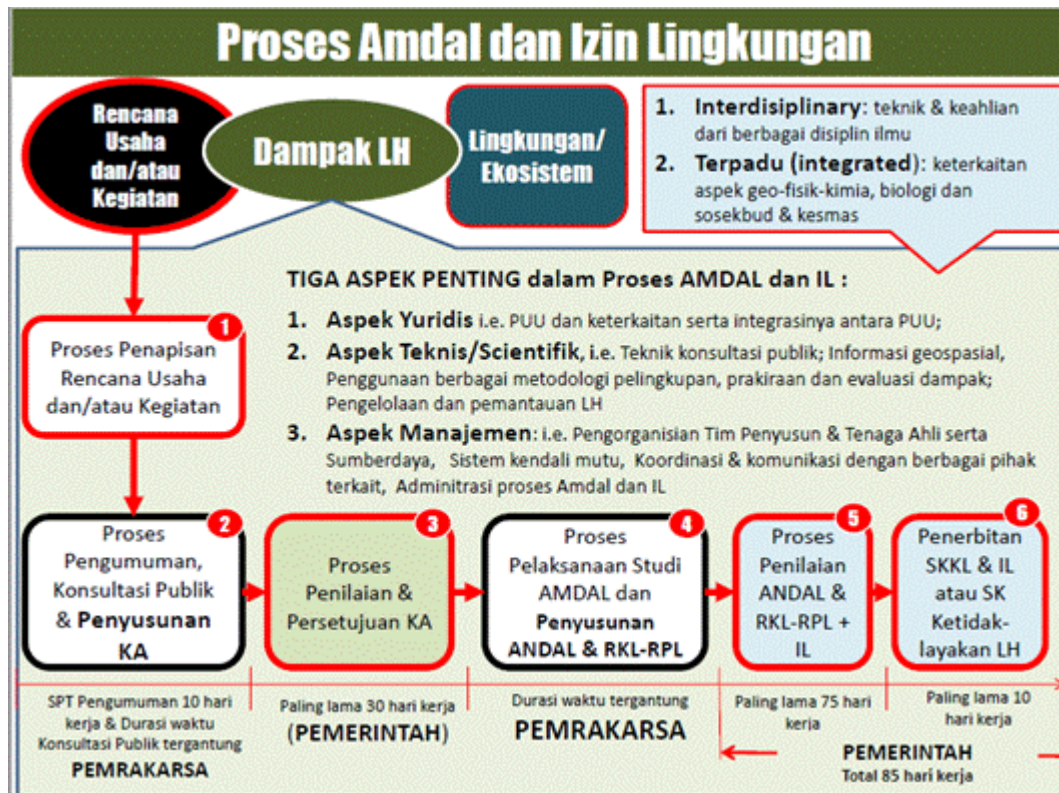 Proses Amdal dan Izin Lingkungan
Rencana
Usaha
dan/atau
Kegiatan
Dampak LH
Lingkungan/
Ekosistem
1. Interdisiplinary: teknik & keahlian
dari berbagai disiplin ilmu
2. Terpadu (integrated): keterkaitan
aspek geo-fisik-kimia, biologi dan
sosekbud & kesmas
TIGA ASPEK PENTING dalam Proses AMDAL dan IL :
1. Aspek Yuridis i.e. PUU dan keterkaitan serta integrasinya antara PUU;
2. Aspek Teknis/Scientifik, i.e. Teknik konsultasi publik; Informasi geospasial,
Penggunaan berbagai metodologi pelingkupan, prakiraan dan evaluasi dampak;
Pengelolaan dan pemantauan LH
3. Aspek Manajemen: i.e. Pengorganisian Tim Penyusun & Tenaga Ahli serta
Sumberdaya, Sistem kendali mutu, Koordinasi & komunikasi dengan berbagai pihak
terkait, Adminitrasi proses Amdal dan IL
1
Proses Penapisan
Rencana Usaha
dan/atau Kegiatan
2
Proses
Pengumuman,
Konsultasi Publik
& Penyusunan
KA
3
Proses
Penilaian &
Persetujuan KA
4
Proses
Pelaksanaan Studi
AMDAL dan
Penyusunan
ANDAL & RKL-RPL
5
Proses
Penilaian
ANDAL &
RKL-RPL +
IL
6
Penerbitan
SKKL & IL
atau SK
Ketidak-
layakan LH
SPT Pengumuman 10 hari
kerja & Durasi waktu
Konsultasi Publik tergantung
PEMRAKARSA
Paling lama 30 hari kerja
(PEMERINTAH)
Durasi waktu tergantung
PEMRAKARSA
Paling lama 75 hari
kerja
Paling lama 10
hari kerja
PEMERINTAH
Total 85 hari kerja